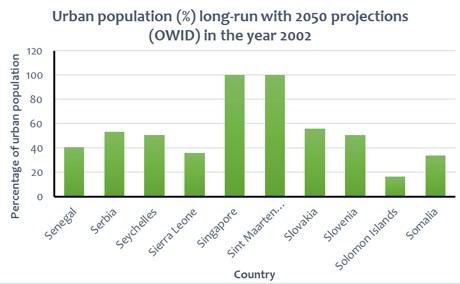 Urban population (%) long-run with 2050 projections
(OWID) in the year 2002
Percentage of urban population
120
100
80
60
40
20
0
Senegal
Serbia
Seychelles
Sierra Leone
Singapore
Sint Maarten...
Slovakia
Slovenia
Solomon Islands
Somalia
Country